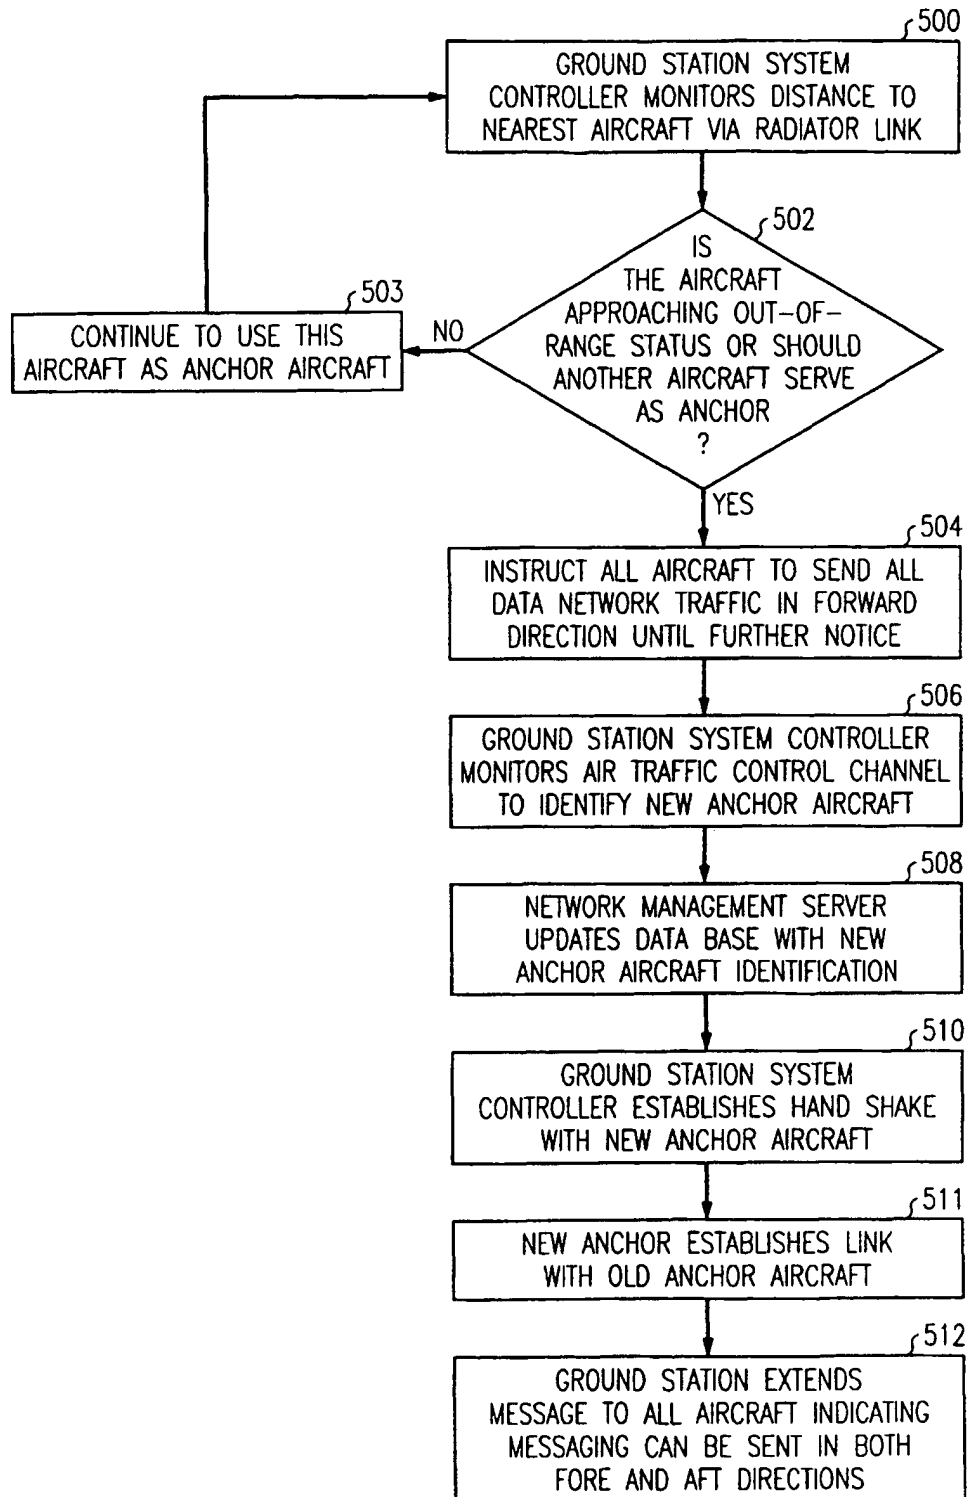 500
GROUND STATION SYSTEM
CONTROLLER MONITORS DISTANCE TO
NEAREST AIRCRAFT VIA RADIATOR LINK
502
IS
THE AIRCRAFT
APPROACHING OUT-OF-
RANGE STATUS OR SHOULD
ANOTHER AIRCRAFT SERVE
AS ANCHOR
?
NO
503
CONTINUE TO USE THIS
AIRCRAFT AS ANCHOR AIRCRAFT
YES
504
INSTRUCT ALL AIRCRAFT TO SEND ALL
DATA NETWORK TRAFFIC IN FORWARD
DIRECTION UNTIL FURTHER NOTICE
506
GROUND STATION SYSTEM CONTROLLER
MONITORS AIR TRAFFIC CONTROL CHANNEL
TO IDENTIFY NEW ANCHOR AIRCRAFT
508
NETWORK MANAGEMENT SERVER
UPDATES DATA BASE WITH NEW
ANCHOR AIRCRAFT IDENTIFICATION
510
GROUND STATION SYSTEM
CONTROLLER ESTABLISHES HAND SHAKE
WITH NEW ANCHOR AIRCRAFT
511
NEW ANCHOR ESTABLISHES LINK
WITH OLD ANCHOR AIRCRAFT
512
GROUND STATION EXTENDS
MESSAGE TO ALL AIRCRAFT INDICATING
MESSAGING CAN BE SENT IN BOTH
FORE AND AFT DIRECTIONS